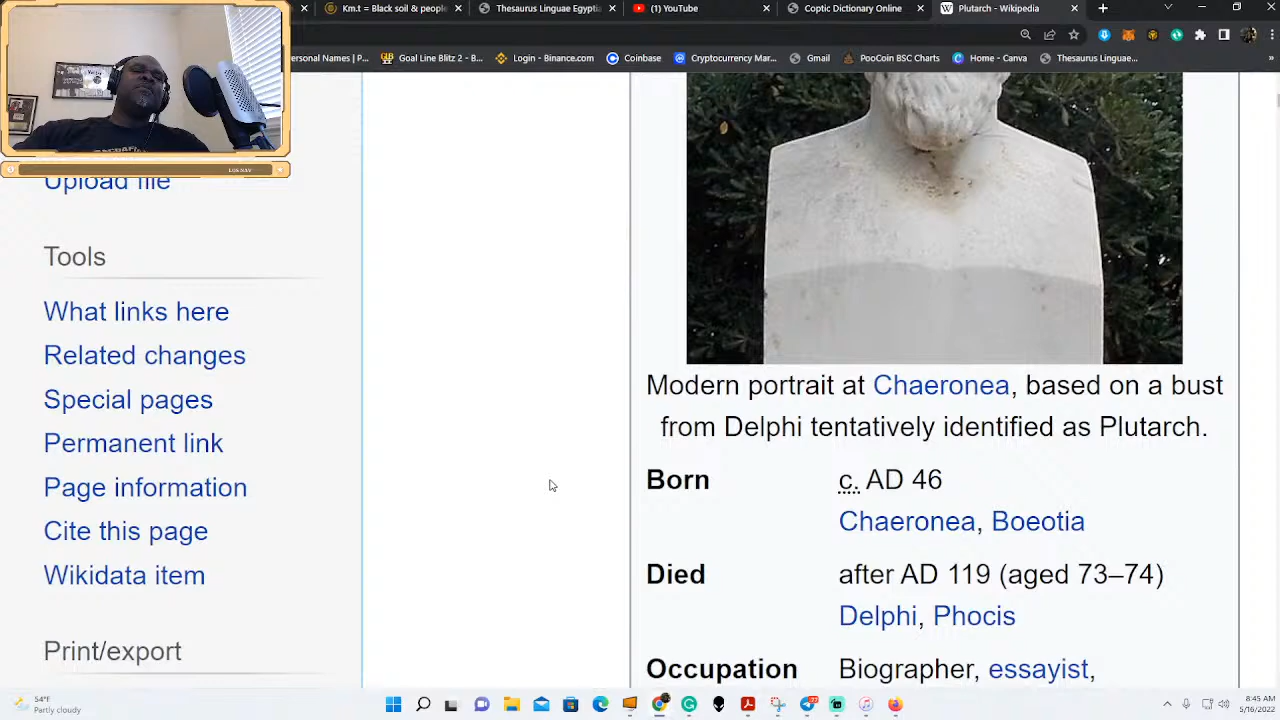 Km.t = Black soil & people
Thesaurus Linguae Egyptia
(1) YouTube
Coptic Dictionary Online
Plutarch - Wikipedia
ersonal Names | P...
Goal Line Blitz 2 - B...
Login - Binance.com
Coinbase
Cryptocurrency Mar...
Gmail
PooCoin BSC Charts
Home - Canva
Thesaurus Linguae...
»
Upload file
Tools
What links here
Related changes
Special pages
Permanent link
Page information
Cite this page
Wikidata item
Print/export
Modern portrait at Chaeronea, based on a bust
from Delphi tentatively identified as Plutarch.
Born c. AD 46
Chaeronea, Boeotia
Died after AD 119 (aged 73–74)
Delphi, Phocis
Occupation Biographer, essayist,
54°F
Partly cloudy
8:45 AM
5/16/2022